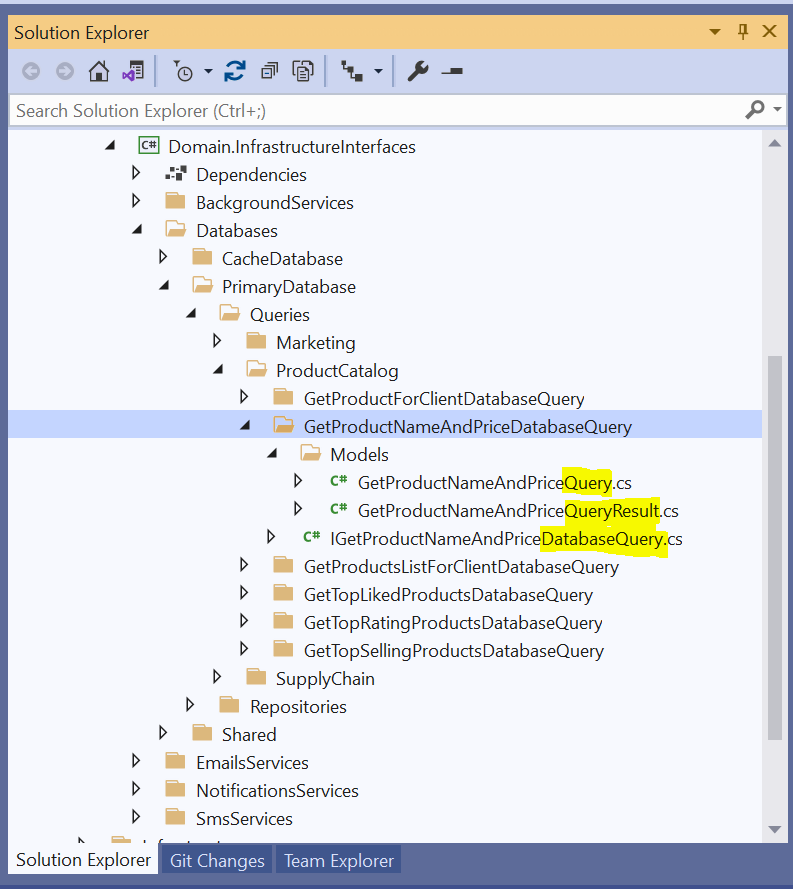 Solution Explorer
Search Solution Explorer (Ctrl+;)
C# Domain.InfrastructureInterfaces
Dependencies
BackgroundServices
Databases
CacheDatabase
PrimaryDatabase
Queries
Marketing
ProductCatalog
GetProductForClientDatabaseQuery
GetProductNameAndPriceDatabaseQuery
Models
C# GetProductNameAndPriceQuery.cs
C# GetProductNameAndPriceQueryResult.cs
C# IGetProductNameAndPriceDatabaseQuery.cs
GetProductsListForClientDatabaseQuery
GetTopLikedProductsDatabaseQuery
GetTopRatingProductsDatabaseQuery
GetTopSellingProductsDatabaseQuery
SupplyChain
Repositories
Shared
EmailsServices
NotificationsServices
SmsServices
Solution Explorer Git Changes Team Explorer